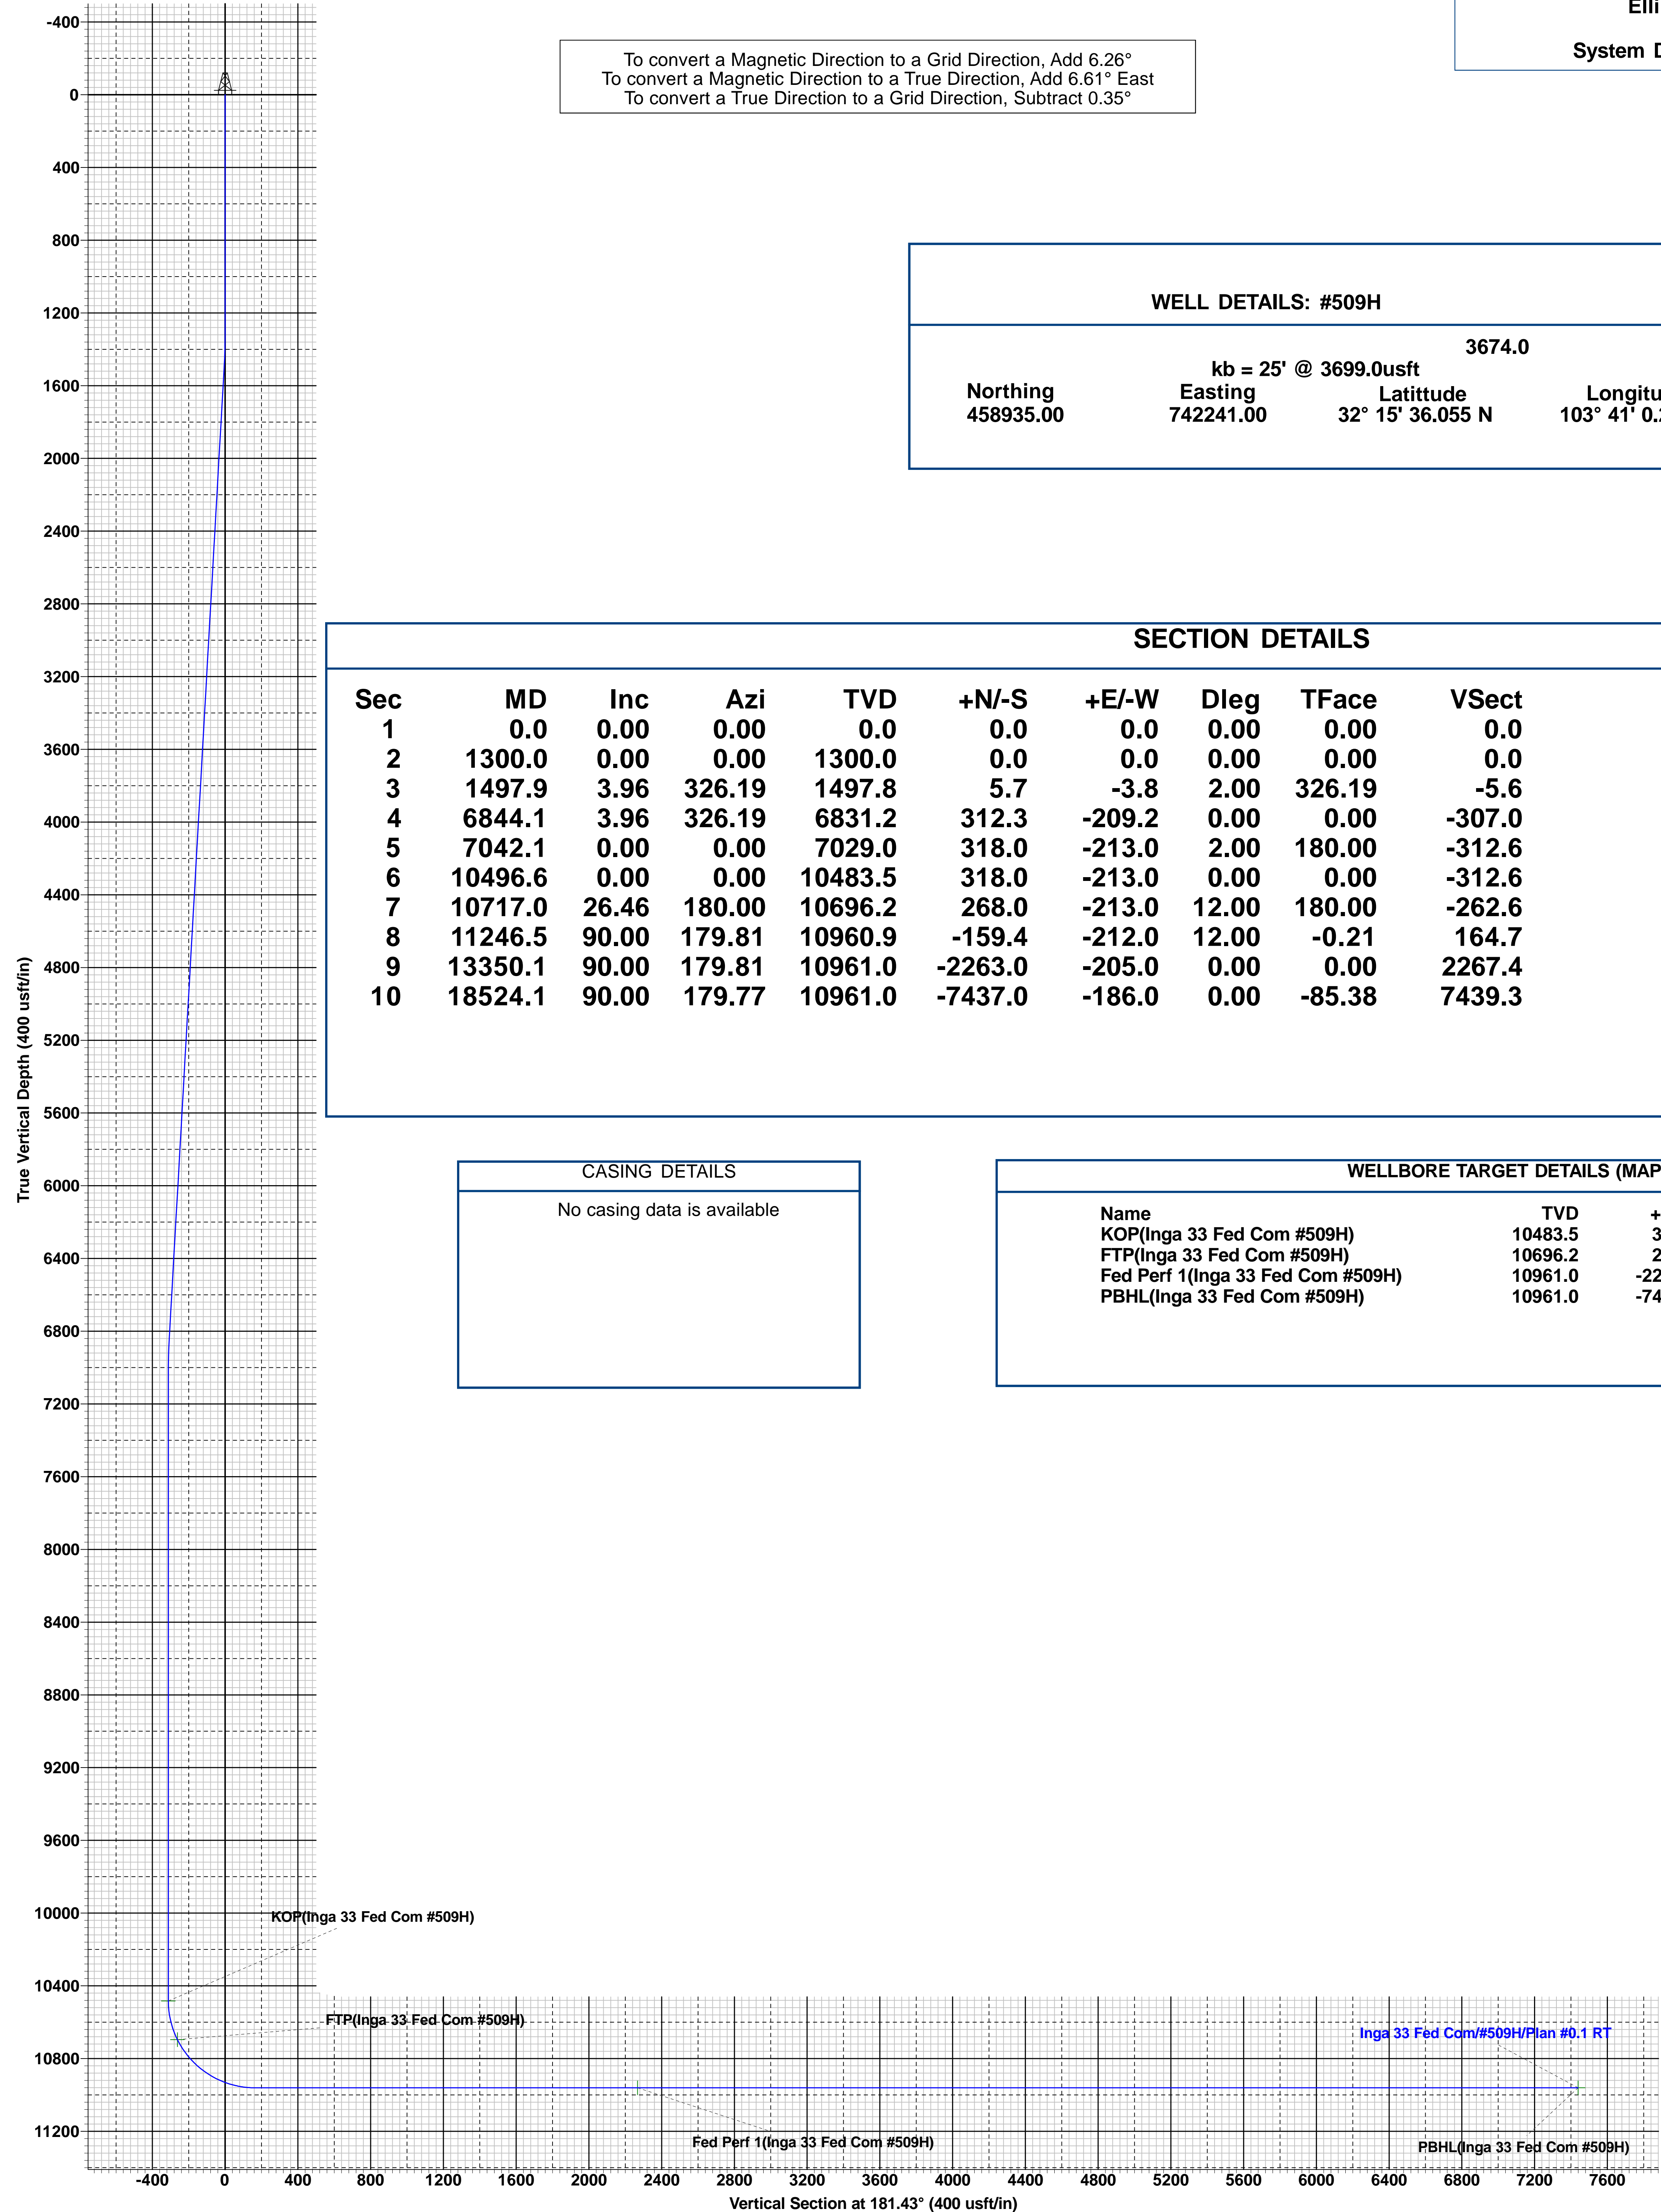 Elli
System D
To convert a Magnetic Direction to a Grid Direction, Add 6.26°
To convert a Magnetic Direction to a True Direction, Add 6.61° East
To convert a True Direction to a Grid Direction, Subtract 0.35°
WELL DETAILS: #509H
3674.0
kb = 25' @ 3699.0usft
Northing Easting Latittude Longitu
458935.00 742241.00 32° 15' 36.055 N 103° 41' 0.
SECTION DETAILS
Sec MD Inc Azi TVD +N/-S +E/-W Dleg TFace VSect
1 0.0 0.00 0.00 0.0 0.0 0.0 0.00 0.00 0.0
2 1300.0 0.00 0.00 1300.0 0.0 0.0 0.00 0.00 0.0
3 1497.9 3.96 326.19 1497.8 5.7 -3.8 2.00 326.19 -5.6
4 6844.1 3.96 326.19 6831.2 312.3 -209.2 0.00 0.00 -307.0
5 7042.1 0.00 0.00 7029.0 318.0 -213.0 2.00 180.00 -312.6
6 10496.6 0.00 0.00 10483.5 318.0 -213.0 0.00 0.00 -312.6
7 10717.0 26.46 180.00 10696.2 268.0 -213.0 12.00 180.00 -262.6
8 11246.5 90.00 179.81 10960.9 -159.4 -212.0 12.00 -0.21 164.7
9 13350.1 90.00 179.81 10961.0 -2263.0 -205.0 0.00 0.00 2267.4
10 18524.1 90.00 179.77 10961.0 -7437.0 -186.0 0.00 -85.38 7439.3
CASING DETAILS
No casing data is available
WELLBORE TARGET DETAILS (MAP
Name TVD +
KOP(Inga 33 Fed Com #509H) 10483.5 3
FTP(Inga 33 Fed Com #509H) 10696.2 2
Fed Perf 1(Inga 33 Fed Com #509H) 10961.0 -22
PBHL(Inga 33 Fed Com #509H) 10961.0 -74
True Vertical Depth (400 usft/in)
-400
0
400
800
1200
1600
2000
2400
2800
3200
3600
4000
4400
4800
5200
5600
6000
6400
6800
7200
7600
8000
8400
8800
9200
9600
10000
10400
10800
11200
KOP(Inga 33 Fed Com #509H)
FTP(Inga 33 Fed Com #509H)
Inga 33 Fed Com/#509H/Plan #0.1 RT
Fed Perf 1(Inga 33 Fed Com #509H)
PBHL(Inga 33 Fed Com #509H)
-400 0 400 800 1200 1600 2000 2400 2800 3200 3600 4000 4400 4800 5200 5600 6000 6400 6800 7200 7600
Vertical Section at 181.43° (400 usft/in)